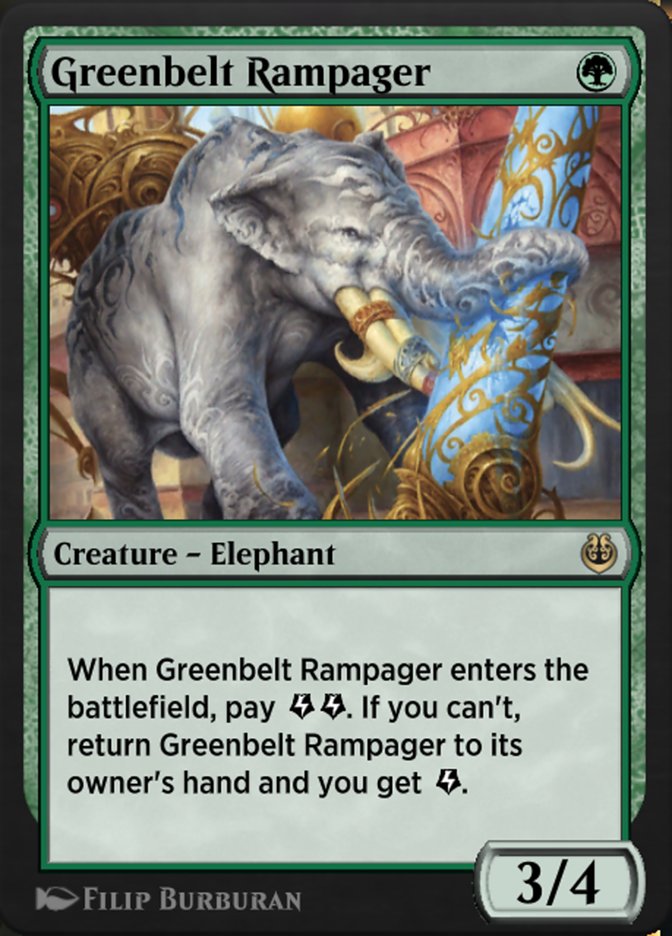 Greenbelt Rampager
Creature – Elephant
When Greenbelt Rampager enters the
battlefield, pay . If you can't,
return Greenbelt Rampager to its
owner's hand and you get .
3/4
Filip Burburan